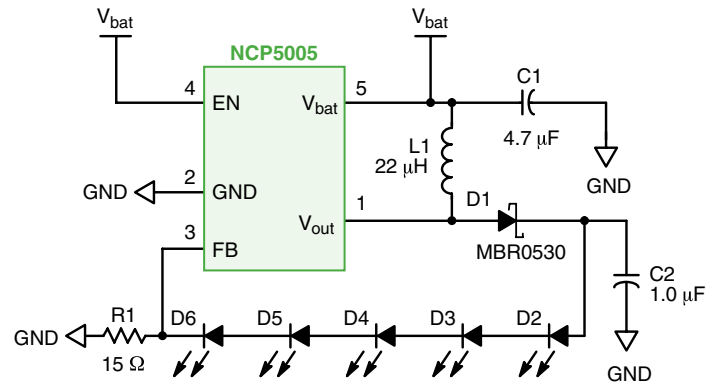 Vbat
Vbat
NCP5005
4
EN
Vbat
5
C1
4.7 μF
GND
L1
22 μH
GND
2
GND
D1
1
Vout
MBR0530
3
FB
C2
1.0 μF
GND
R1
15 Ω
GND
D6
D5
D4
D3
D2